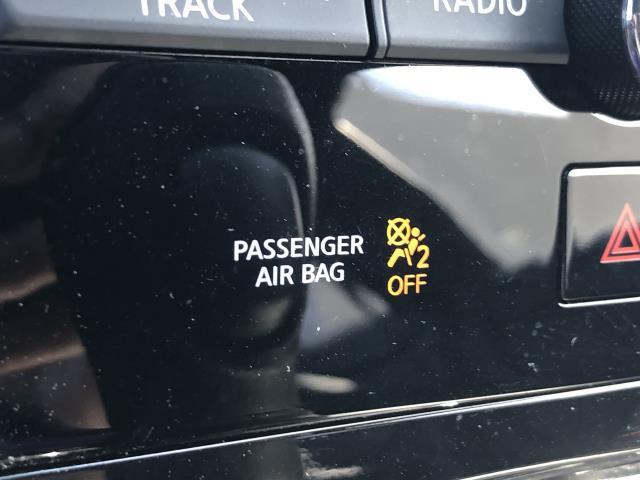 TRACK
RADIO
PASSENGER
AIR BAG
2
OFF